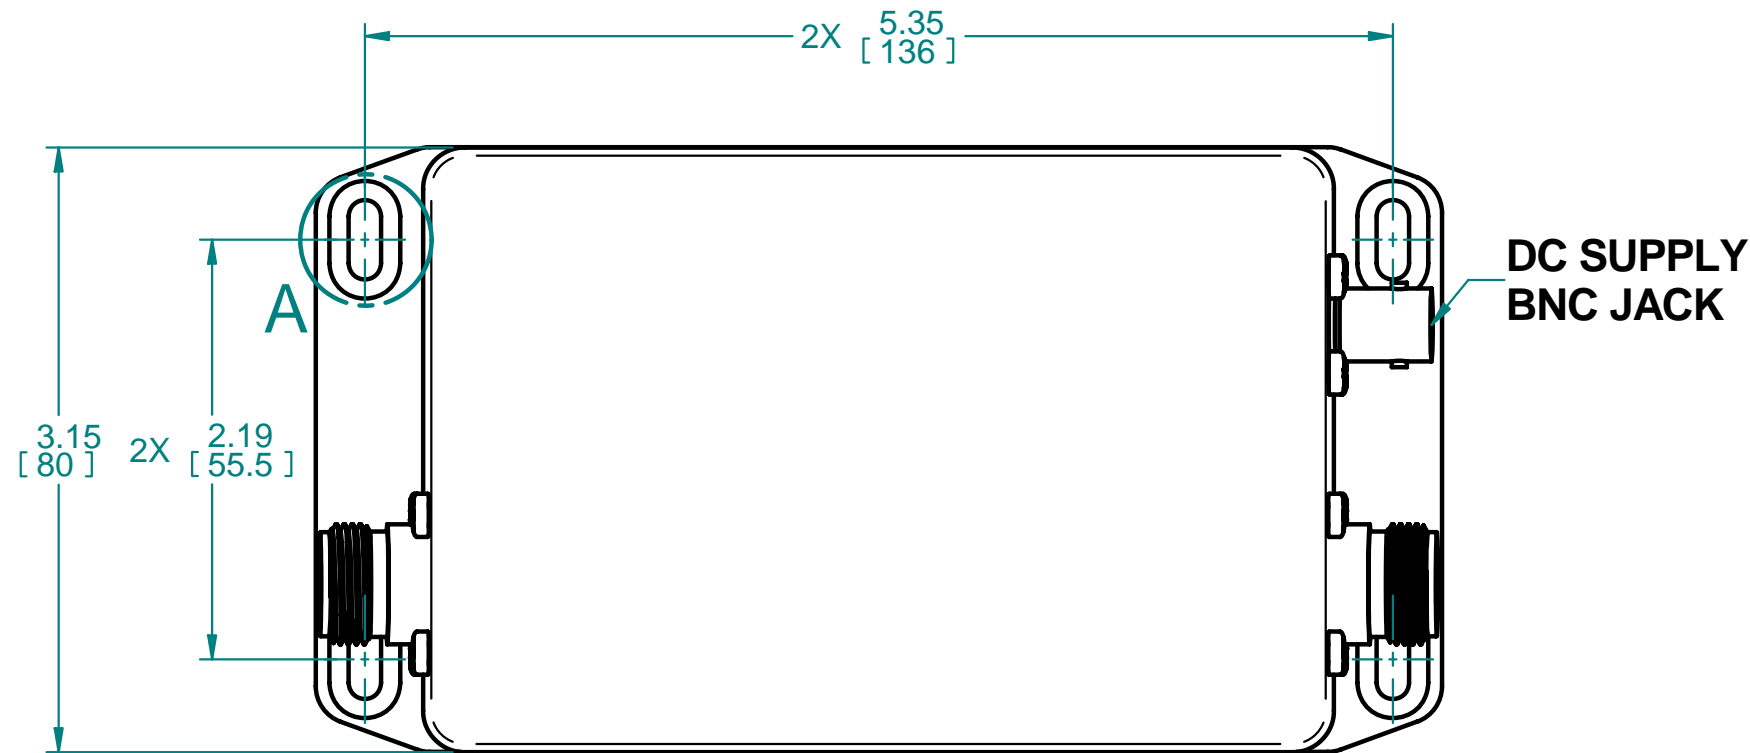 2X 5.35
[ 136 ]
A
DC SUPPLY
BNC JACK
3.15
[ 80 ]
2X 2.19
[ 55.5 ]